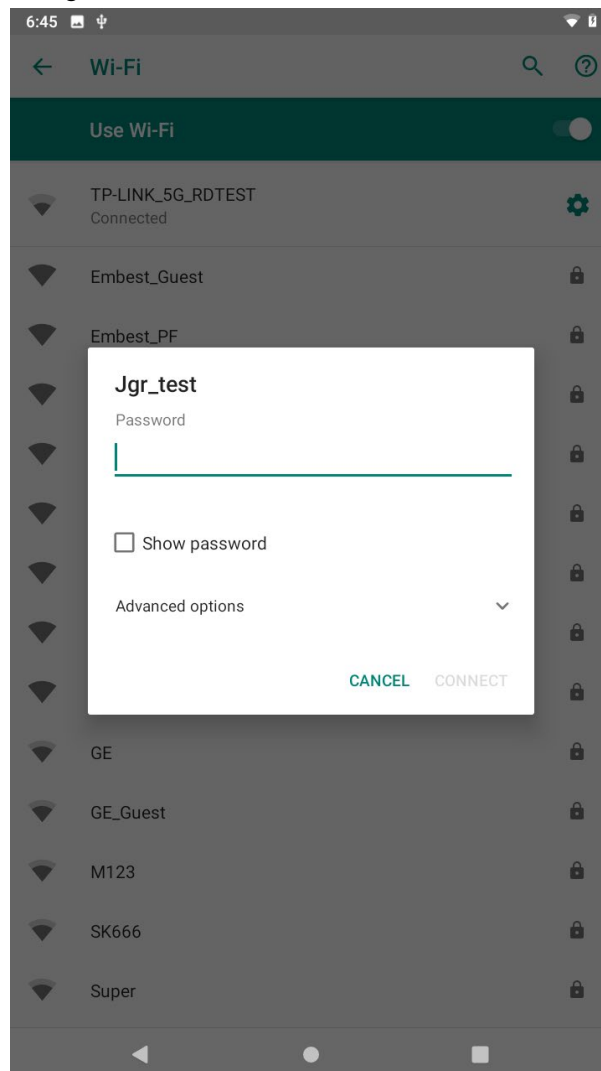 6:45
Wi-Fi
Use Wi-Fi
TP-LINK_5G_RDTEST
Connected
Embest_Guest
Embest_PF
Jgr_test
Password
Show password
Advanced options
CANCEL CONNECT
GE
GE_Guest
M123
SK666
Super